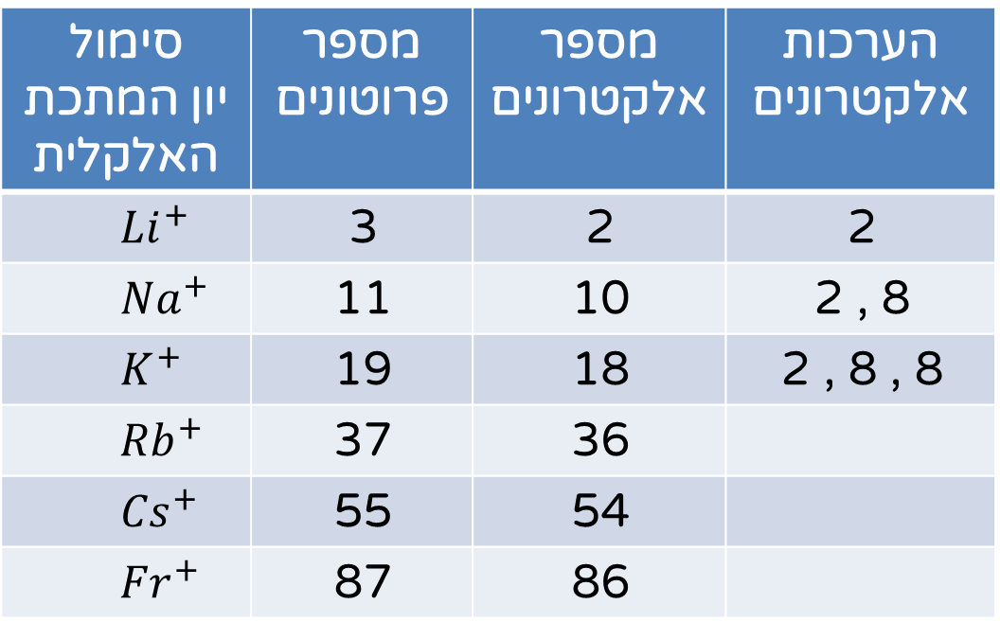 סימול יון המתכת האלקלית | מספר פרוטונים | מספר אלקטרונים | הערכות אלקטרונים
Li⁺ | 3 | 2 | 2
Na⁺ | 11 | 10 | 2 , 8
K⁺ | 19 | 18 | 2 , 8 , 8
Rb⁺ | 37 | 36
Cs⁺ | 55 | 54
Fr⁺ | 87 | 86